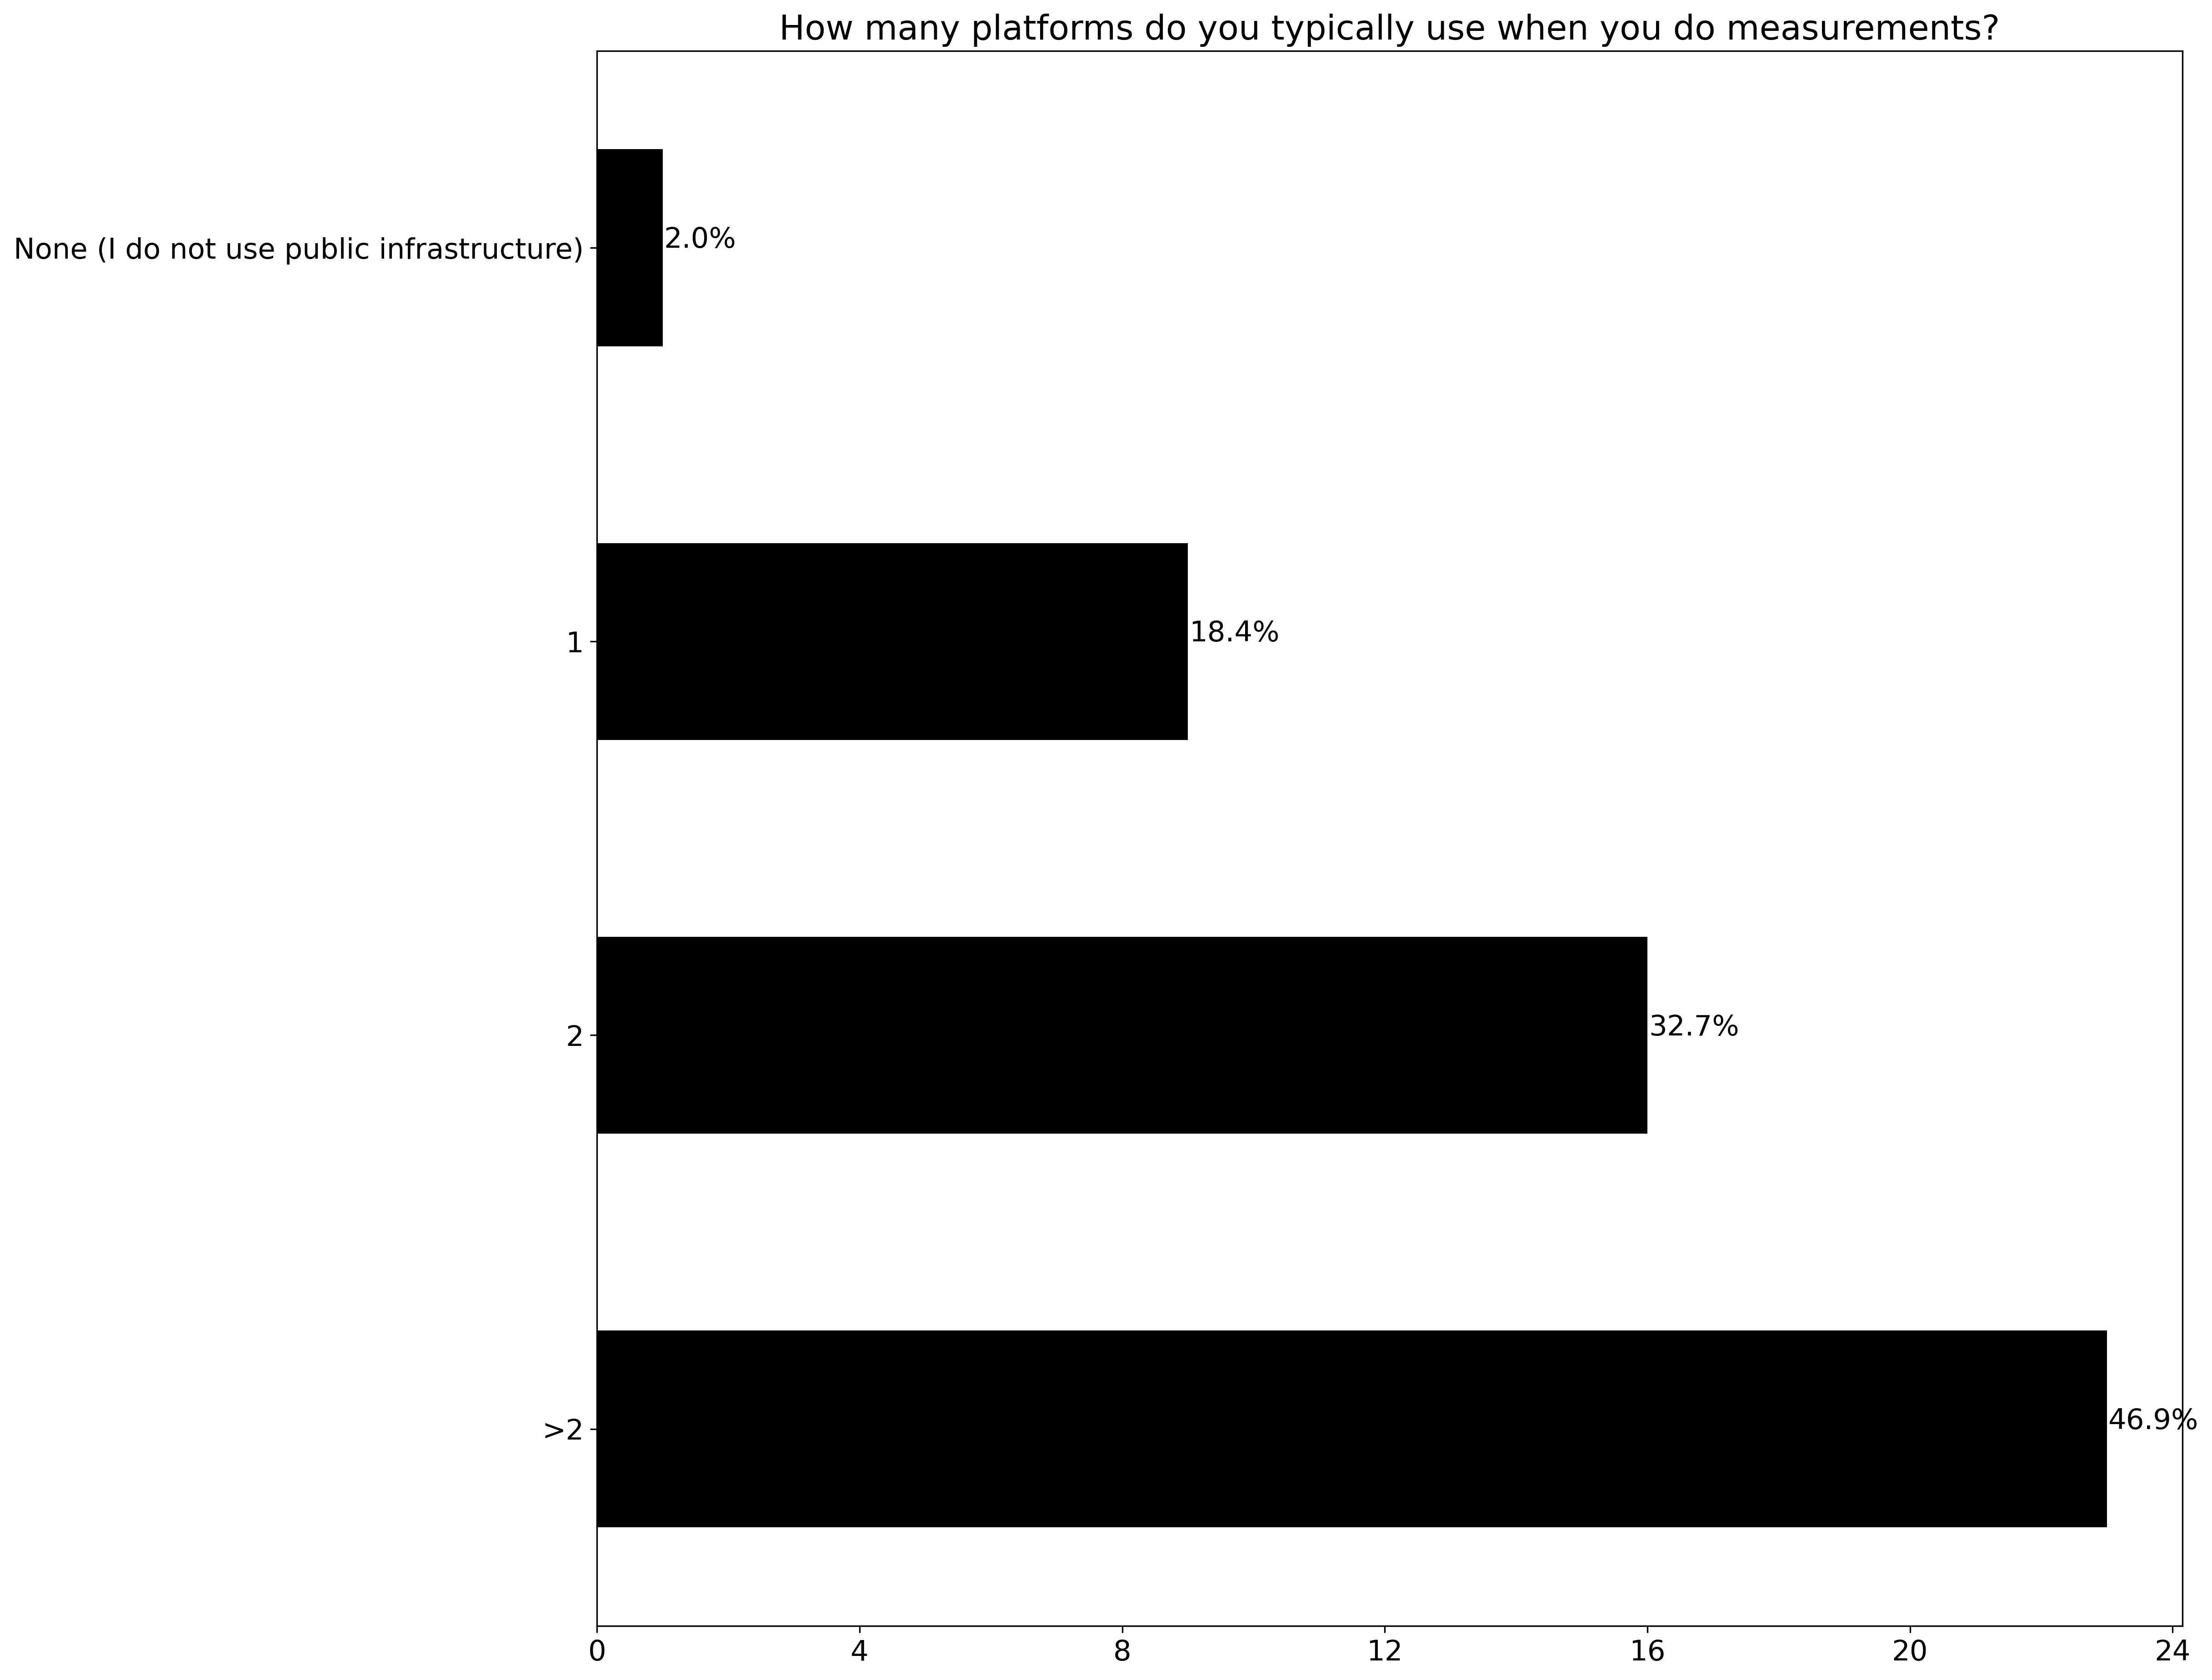 How many platforms do you typically use when you do measurements?
None (I do not use public infrastructure)
2.0%
1
18.4%
2
32.7%
>2
46.9%
0 4 8 12 16 20 24